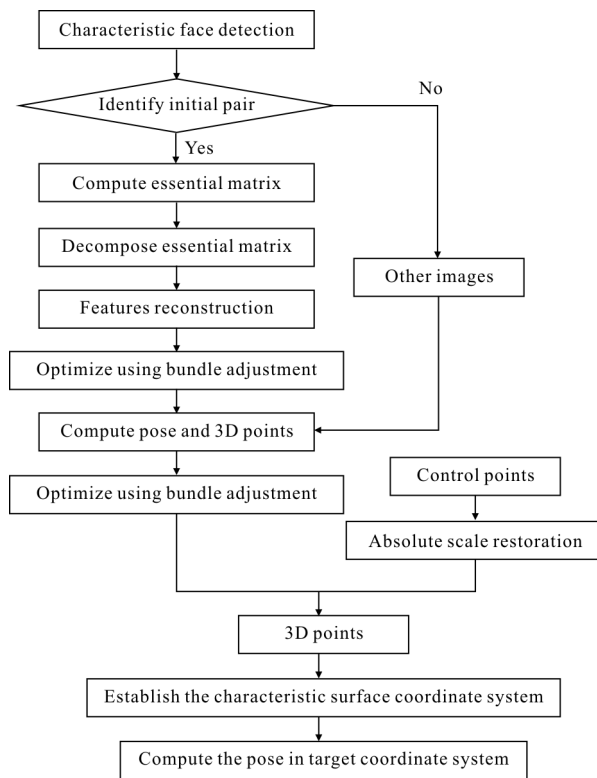 Characteristic face detection
Identify initial pair
No
Yes
Compute essential matrix
Decompose essential matrix
Other images
Features reconstruction
Optimize using bundle adjustment
Compute pose and 3D points
Control points
Optimize using bundle adjustment
Absolute scale restoration
3D points
Establish the characteristic surface coordinate system
Compute the pose in target coordinate system